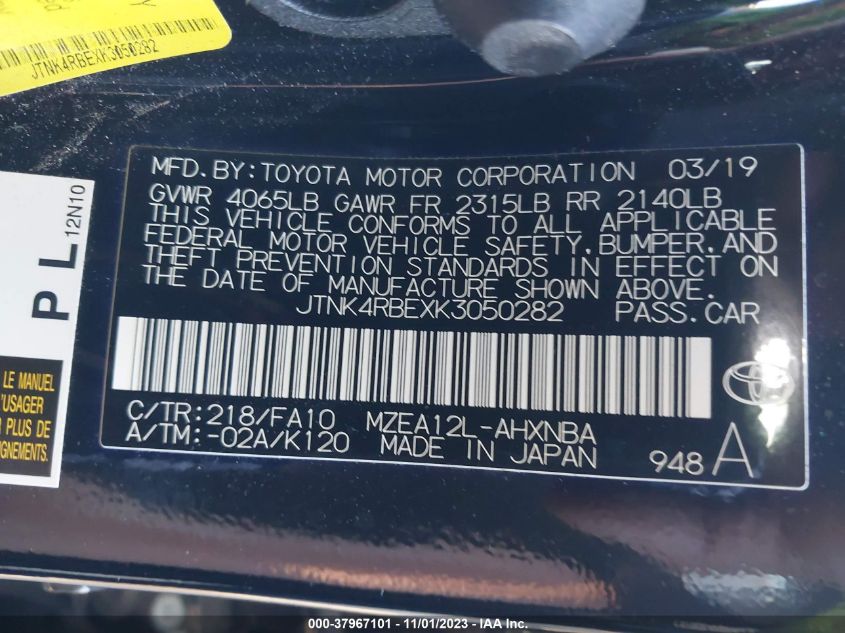 JTNK4RBEXK3050282
MFD.BY:TOYOTA MOTOR CORPORATION 03/19
GVWR 4065LB GAWR FR 2315LB RR 2140LB
THIS VEHICLE CONFORMS TO ALL APPLICABLE
FEDERAL MOTOR VEHICLE SAFETY,BUMPER,AND
THEFT PREVENTION STANDARDS IN EFFECT ON
THE DATE OF MANUFACTURE SHOWN ABOVE.
JTNK4RBEXK3050282 PASS.CAR
C/TR:218/FA10 MZEA12L-AHXNBA
A/TM:-02A/K120 MADE IN JAPAN 948 A
P L 12N10
LE MANUEL
'USAGER
PLUS DE
GNEMENTS.
000-37967101 - 11/01/2023 - IAA Inc.